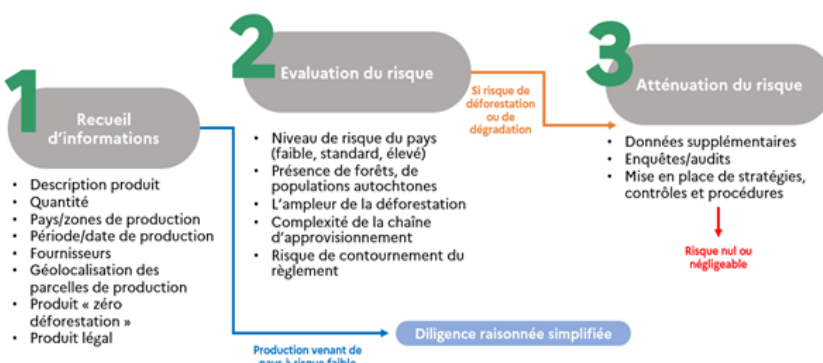 1
Recueil
d'informations
• Description produit
• Quantité
• Pays/zones de production
• Période/date de production
• Fournisseurs
• Géolocalisation des
parcelles de production
• Produit « zéro
déforestation »
• Produit légal
2
Evaluation du risque
• Niveau de risque du pays
(faible, standard, élevé)
• Présence de forêts, de
populations autochtones
• L'ampleur de la déforestation
• Complexité de la chaîne
d'approvisionnement
• Risque de contournement du
règlement
Si risque de
déforestation
ou de
dégradation
3
Atténuation du risque
• Données supplémentaires
• Enquêtes/audits
• Mise en place de stratégies,
contrôles et procédures
Risque nul ou
négligeable
Production venant de
pays à risque faible
Diligence raisonnée simplifiée